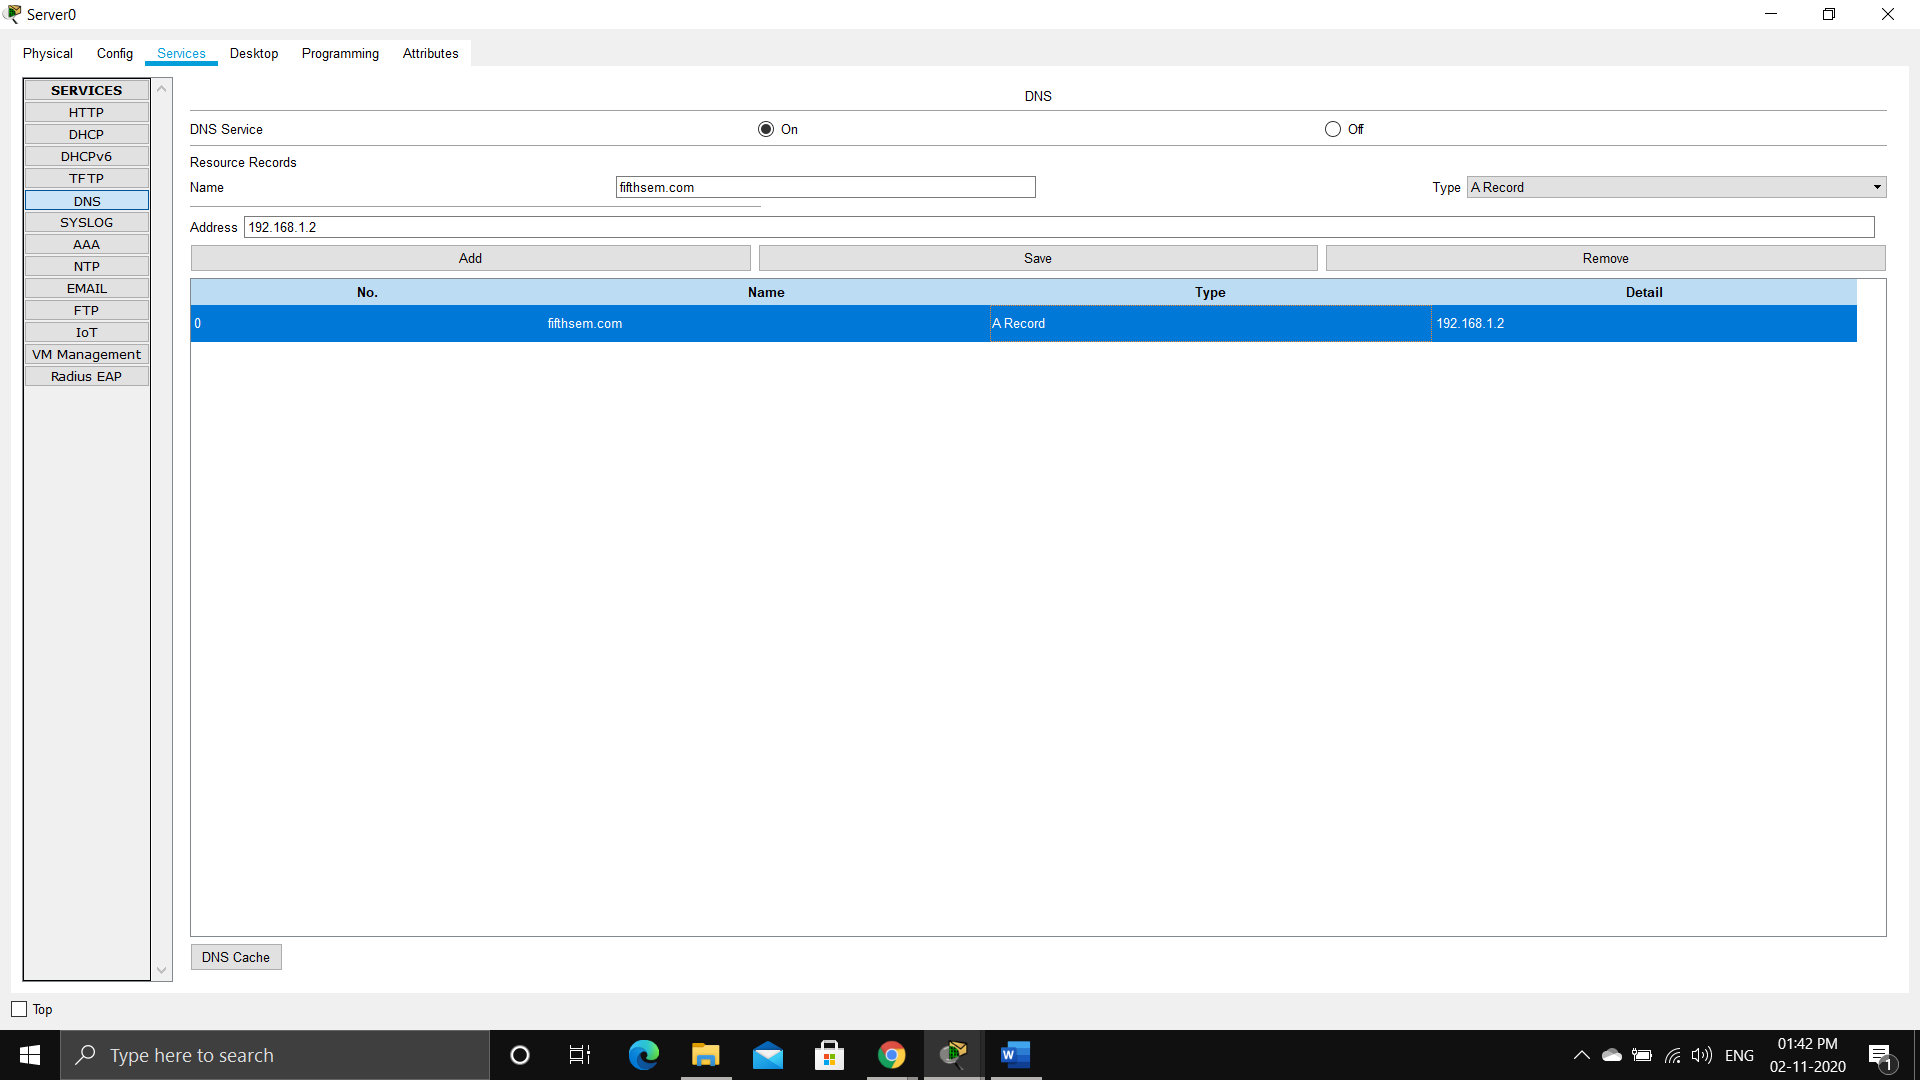 Server0
Physical Config Services Desktop Programming Attributes
SERVICES
HTTP
DHCP
DHCPv6
TFTP
DNS
SYSLOG
AAA
NTP
EMAIL
FTP
IoT
VM Management
Radius EAP
DNS
DNS Service On Off
Resource Records
Name fifthsem.com Type A Record
Address 192.168.1.2
Add Save Remove
No. Name Type Detail
0 fifthsem.com A Record 192.168.1.2
DNS Cache
Top
Type here to search
ENG
01:42 PM
02-11-2020
1